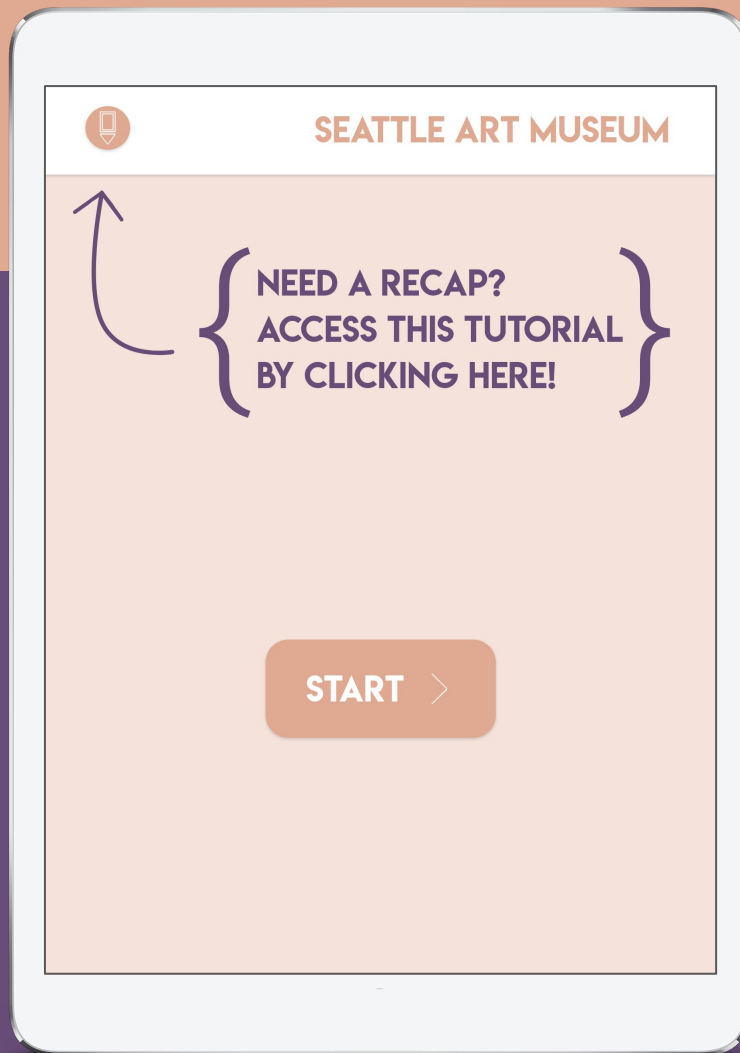 SEATTLE ART MUSEUM
NEED A RECAP?
ACCESS THIS TUTORIAL
BY CLICKING HERE!
START